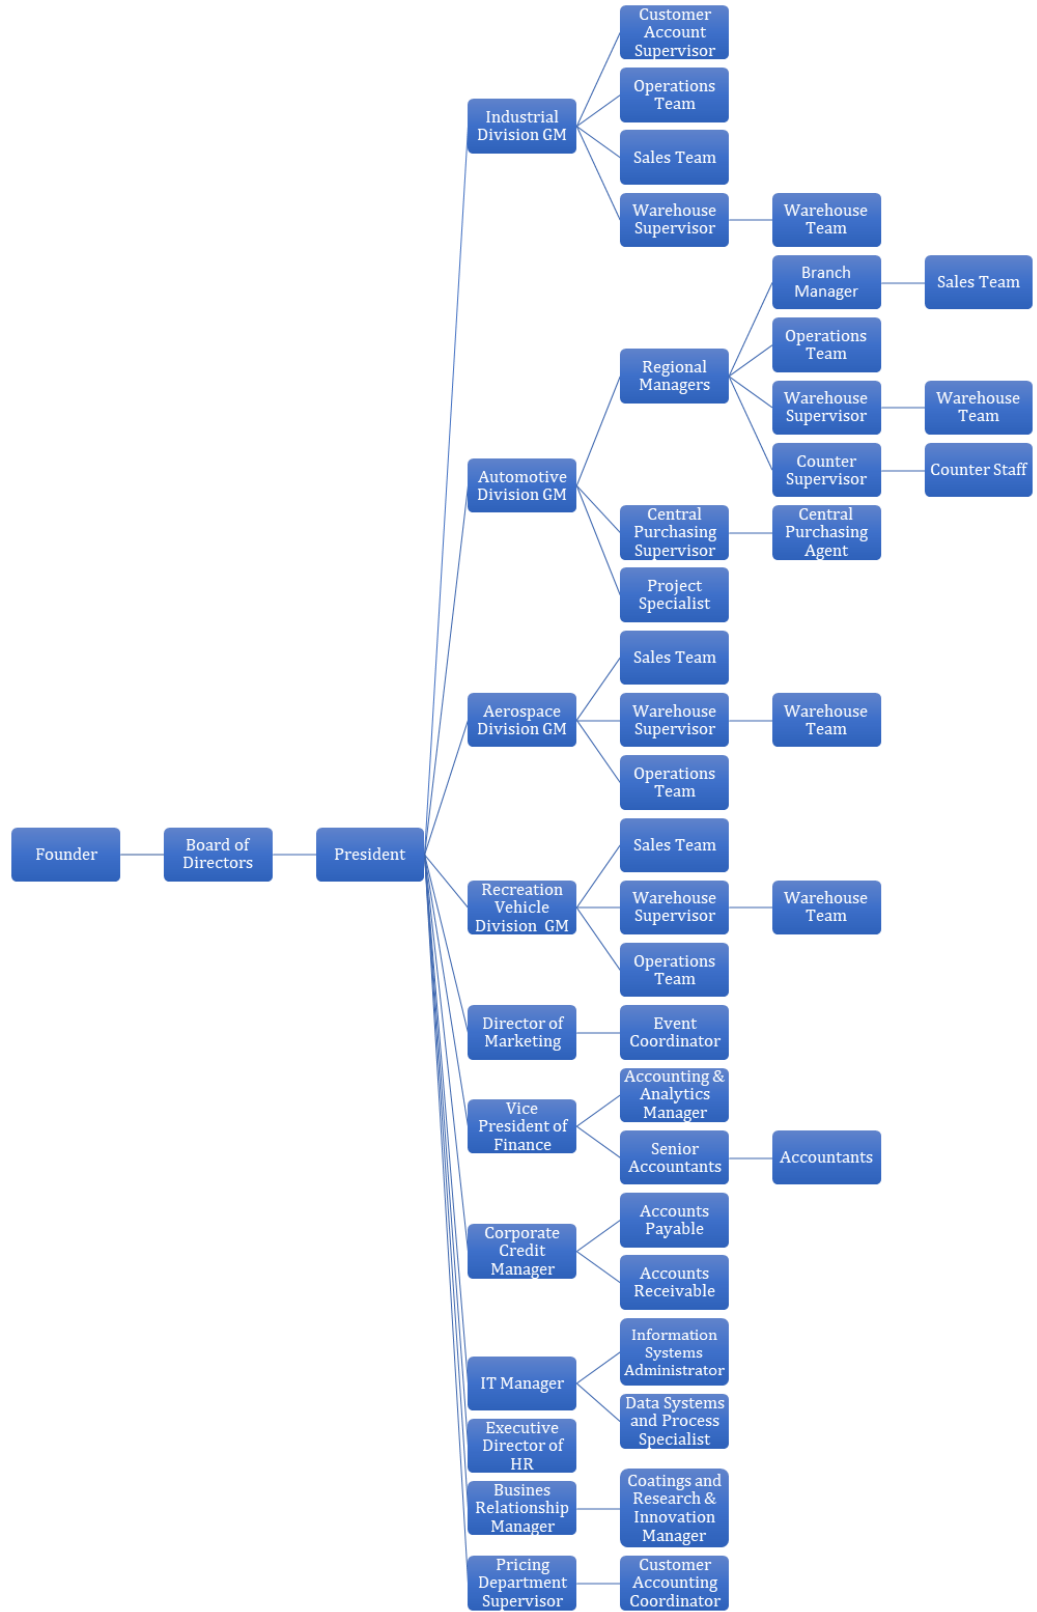 Founder
Board of
Directors
President
Industrial
Division GM
Customer
Account
Supervisor
Operations
Team
Sales Team
Warehouse
Supervisor
Warehouse
Team
Automotive
Division GM
Regional
Managers
Branch
Manager
Sales Team
Operations
Team
Warehouse
Supervisor
Warehouse
Team
Counter
Supervisor
Counter Staff
Central
Purchasing
Supervisor
Central
Purchasing
Agent
Project
Specialist
Aerospace
Division GM
Sales Team
Warehouse
Supervisor
Warehouse
Team
Operations
Team
Recreation
Vehicle
Division GM
Sales Team
Warehouse
Supervisor
Warehouse
Team
Operations
Team
Director of
Marketing
Event
Coordinator
Vice
President of
Finance
Accounting &
Analytics
Manager
Senior
Accountants
Accountants
Corporate
Credit
Manager
Accounts
Payable
Accounts
Receivable
IT Manager
Information
Systems
Administrator
Data Systems
and Process
Specialist
Executive
Director of
HR
Busines
Relationship
Manager
Coatings and
Research &
Innovation
Manager
Pricing
Department
Supervisor
Customer
Accounting
Coordinator